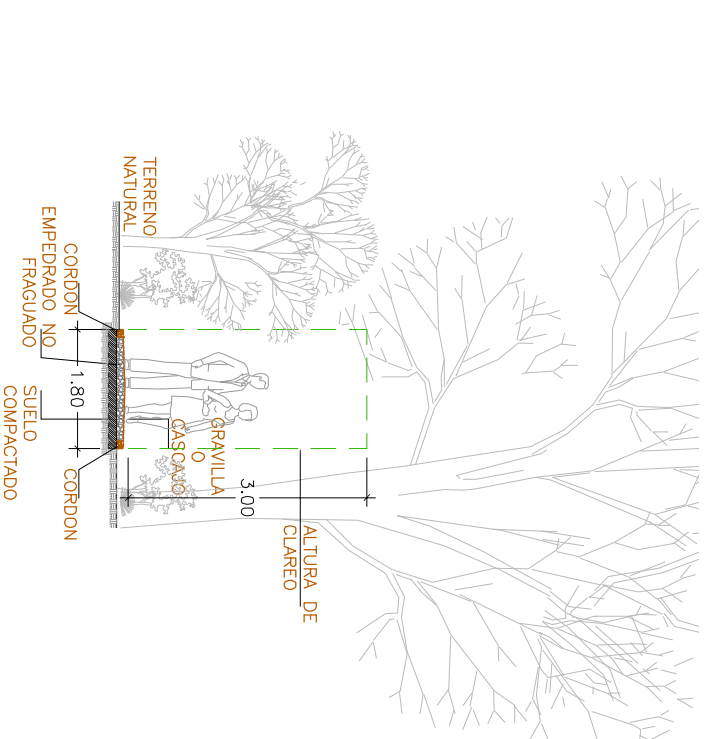 ALTURA DE
CLAREO
3.00
GRAVILLA
O
CASCAJO
TERRENO
NATURAL
CORDON
1.80
CORDON
EMPEDRADO NO
FRAGUADO
SUELO
COMPACTADO